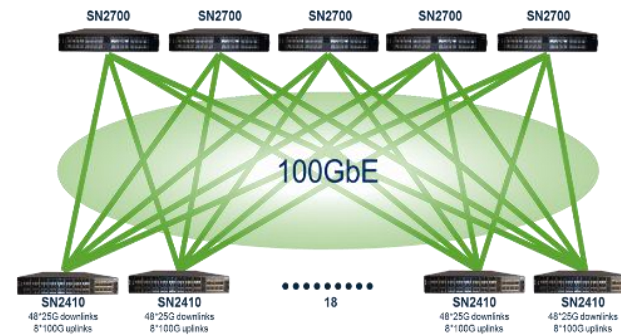 SN2700 SN2700 SN2700 SN2700 SN2700
100GbE
SN2410 SN2410 18 SN2410 SN2410
48*25G downlinks 48*25G downlinks 48*25G downlinks 48*25G downlinks
8*100G uplinks 8*100G uplinks 8*100G uplinks 8*100G uplinks